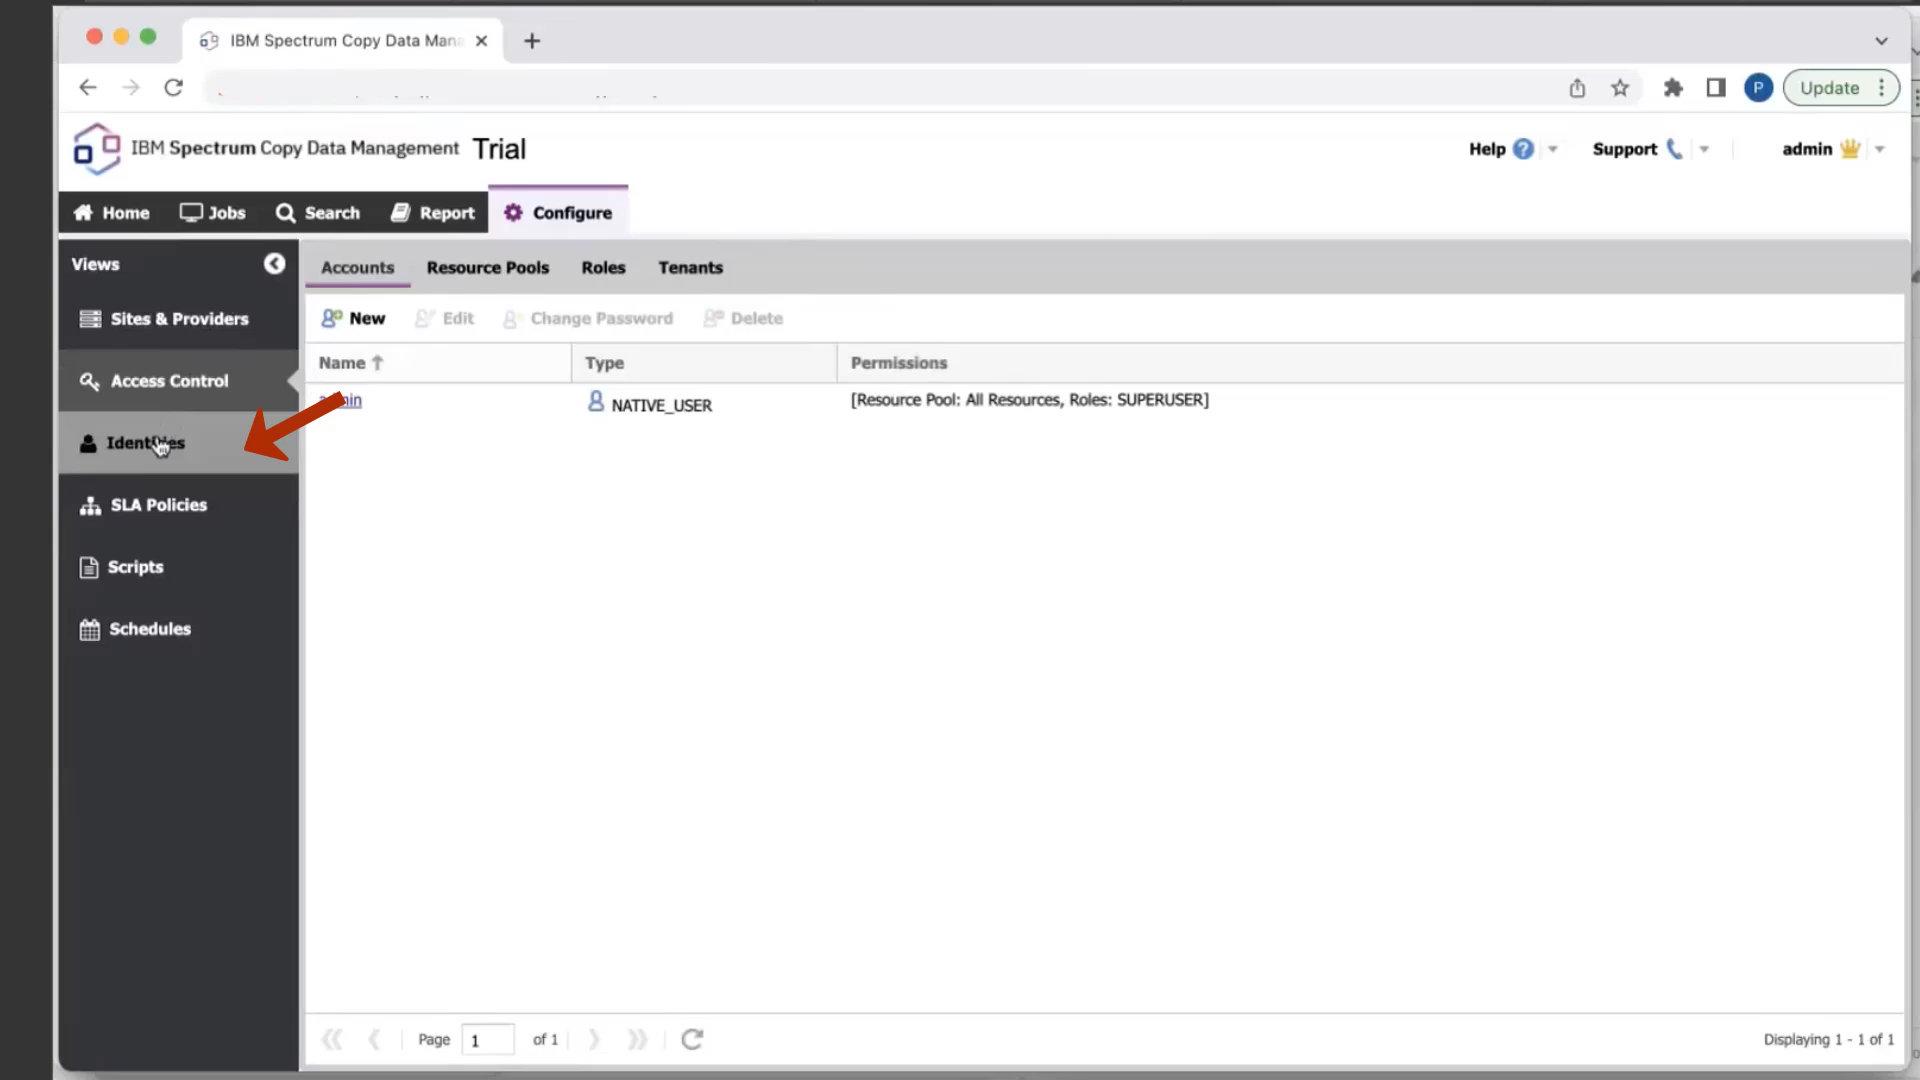 IBM Spectrum Copy Data Mana
P
Update
IBM Spectrum Copy Data Management Trial
Help ?
Support
admin
Home
Jobs
Search
Report
Configure
Views
Sites & Providers
Access Control
Identities
SLA Policies
Scripts
Schedules
Accounts
Resource Pools
Roles
Tenants
New
Edit
Change Password
Delete
Name
Type
Permissions
admin
NATIVE_USER
[Resource Pool: All Resources, Roles: SUPERUSER]
Page 1 of 1
Displaying 1 - 1 of 1